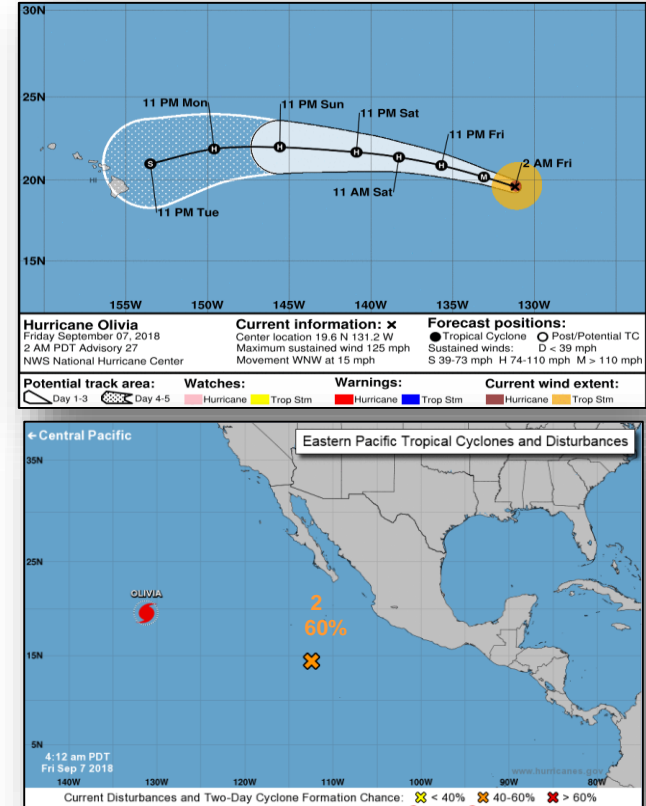 30N
25N
20N
15N
11 PM Mon
11 PM Sun
11 PM Sat
11 PM Fri
2 AM Fri
H
H
H
H
H
M
S
HI
11 AM Sat
11 PM Tue
155W 150W 145W 140W 135W 130W
Hurricane Olivia
Friday September 07, 2018
2 AM PDT Advisory 27
NWS National Hurricane Center
Current information: x
Center location 19.6 N 131.2 W
Maximum sustained wind 125 mph
Movement WNW at 15 mph
Forecast positions:
Tropical Cyclone Post/Potential TC
Sustained winds: D < 39 mph
S 39-73 mph H 74-110 mph M > 110 mph
Potential track area:
Day 1-3 Day 4-5
Watches:
Hurricane Trop Stm
Warnings:
Hurricane Trop Stm
Current wind extent:
Hurricane Trop Stm
←Central Pacific
Eastern Pacific Tropical Cyclones and Disturbances
35N
25N
15N
5N
OLIVIA
2
60%
4:12 am PDT
Fri Sep 7 2018
www.hurricanes.gov
140W 130W 120W 110W 100W 90W 80W
Current Disturbances and Two-Day Cyclone Formation Chance: < 40% 40-60% > 60%